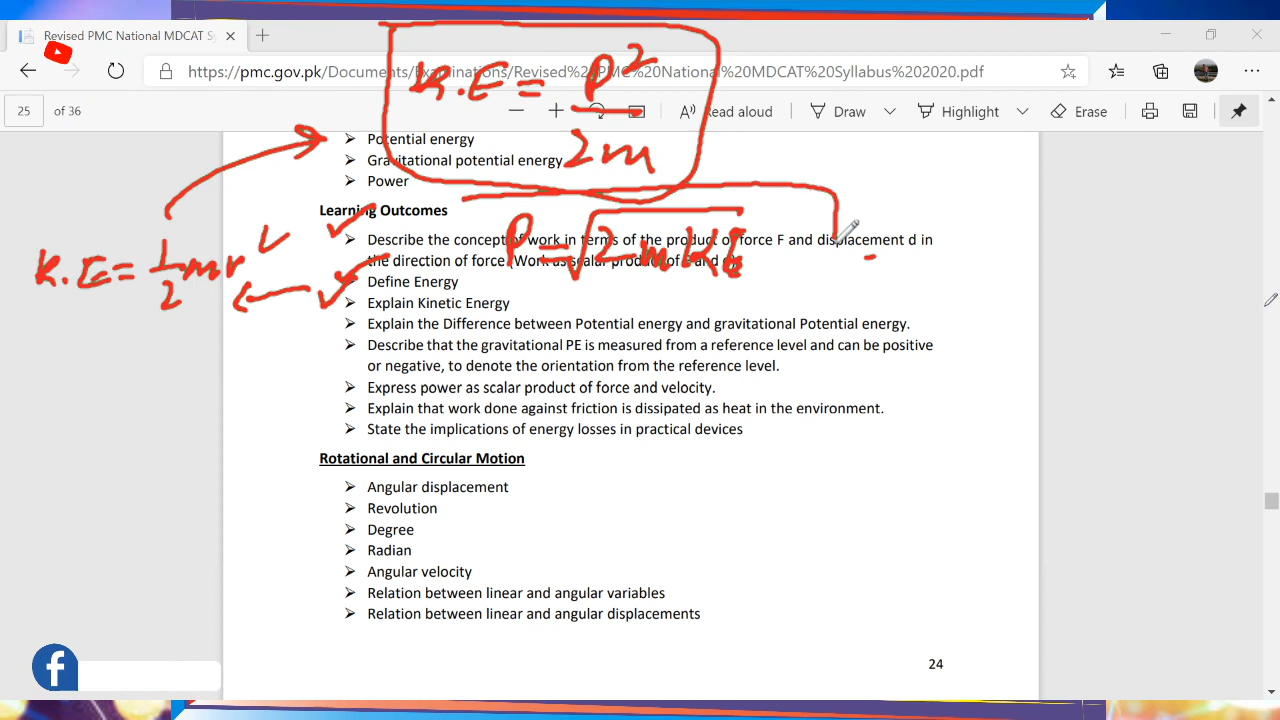 Revised PMC National MDCAT Sy
https://pmc.gov.pk/Documents/Examinations/Revised%20PMC%20National%20MDCAT%20Syllabus%202020.pdf
25 of 36
Read aloud
Draw
Highlight
Erase
K.E = P²/2m
➤ Potential energy
➤ Gravitational potential energy
➤ Power
Learning Outcomes
P = √2mKE
K.E = 1/2 mv
➤ Describe the concept of work in terms of the product of force F and displacement d in
the direction of force (Work as scalar product of F and d)
➤ Define Energy
➤ Explain Kinetic Energy
➤ Explain the Difference between Potential energy and gravitational Potential energy.
➤ Describe that the gravitational PE is measured from a reference level and can be positive
or negative, to denote the orientation from the reference level.
➤ Express power as scalar product of force and velocity.
➤ Explain that work done against friction is dissipated as heat in the environment.
➤ State the implications of energy losses in practical devices
Rotational and Circular Motion
➤ Angular displacement
➤ Revolution
➤ Degree
➤ Radian
➤ Angular velocity
➤ Relation between linear and angular variables
➤ Relation between linear and angular displacements
24
f